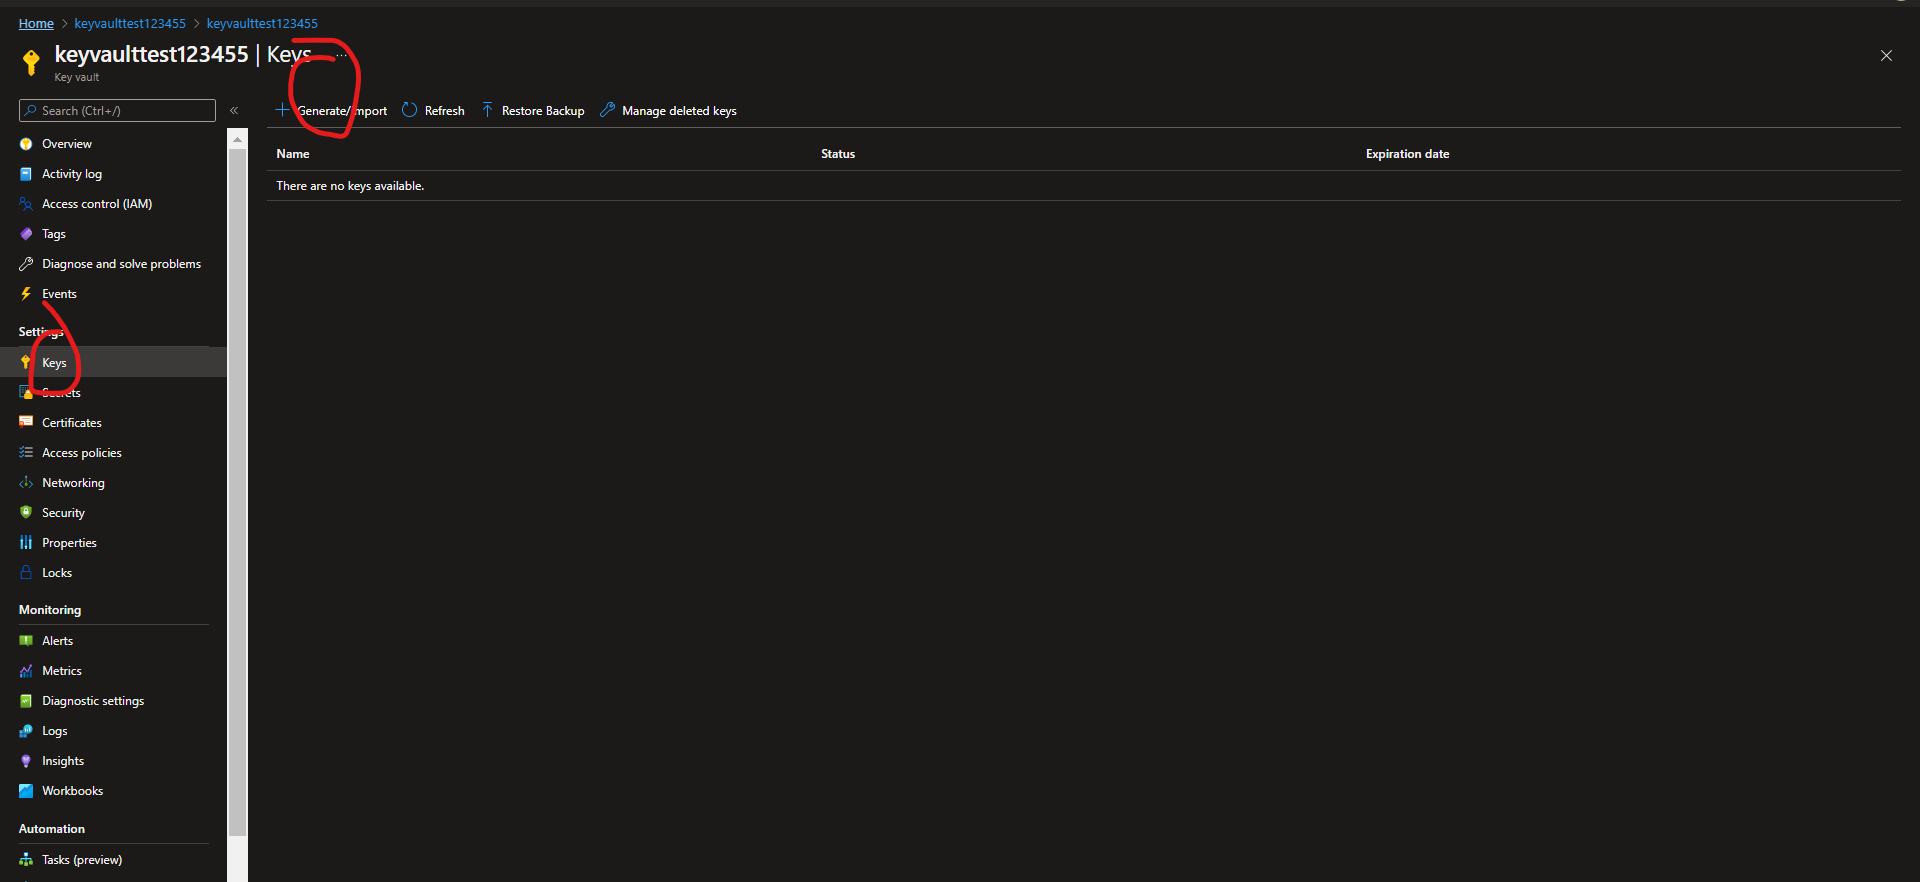 Home > keyvaulttest123455 > keyvaulttest123455
keyvaulttest123455 | Keys ...
Key vault
Search (Ctrl+/) «
Generate/Import Refresh Restore Backup Manage deleted keys
Name Status Expiration date
There are no keys available.
Overview
Activity log
Access control (IAM)
Tags
Diagnose and solve problems
Events
Settings
Keys
Secrets
Certificates
Access policies
Networking
Security
Properties
Locks
Monitoring
Alerts
Metrics
Diagnostic settings
Logs
Insights
Workbooks
Automation
Tasks (preview)